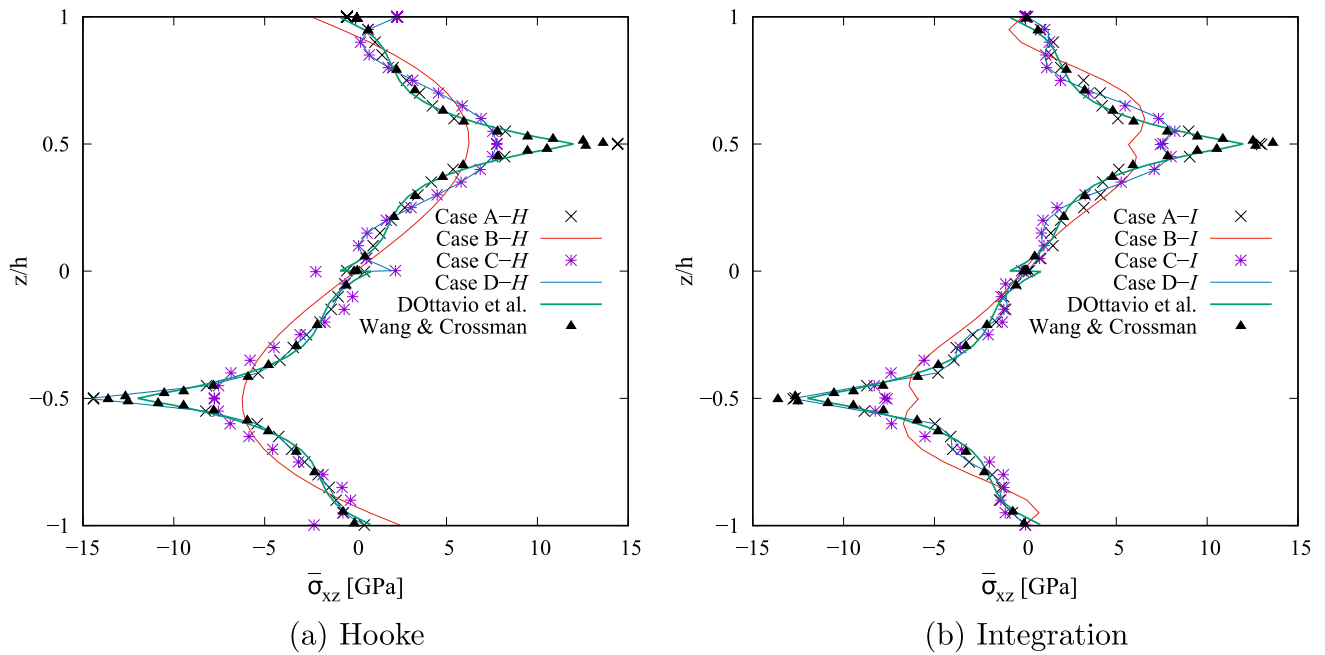 1
0.5
0
−0.5
−1
z/h
Case A−H
Case B−H
Case C−H
Case D−H
DOttavio et al.
Wang & Crossman
−15
−10
−5
0
5
10
15
σ̅xz [GPa]
(a) Hooke
1
0.5
0
−0.5
−1
z/h
Case A−I
Case B−I
Case C−I
Case D−I
DOttavio et al.
Wang & Crossman
−15
−10
−5
0
5
10
15
σ̅xz [GPa]
(b) Integration